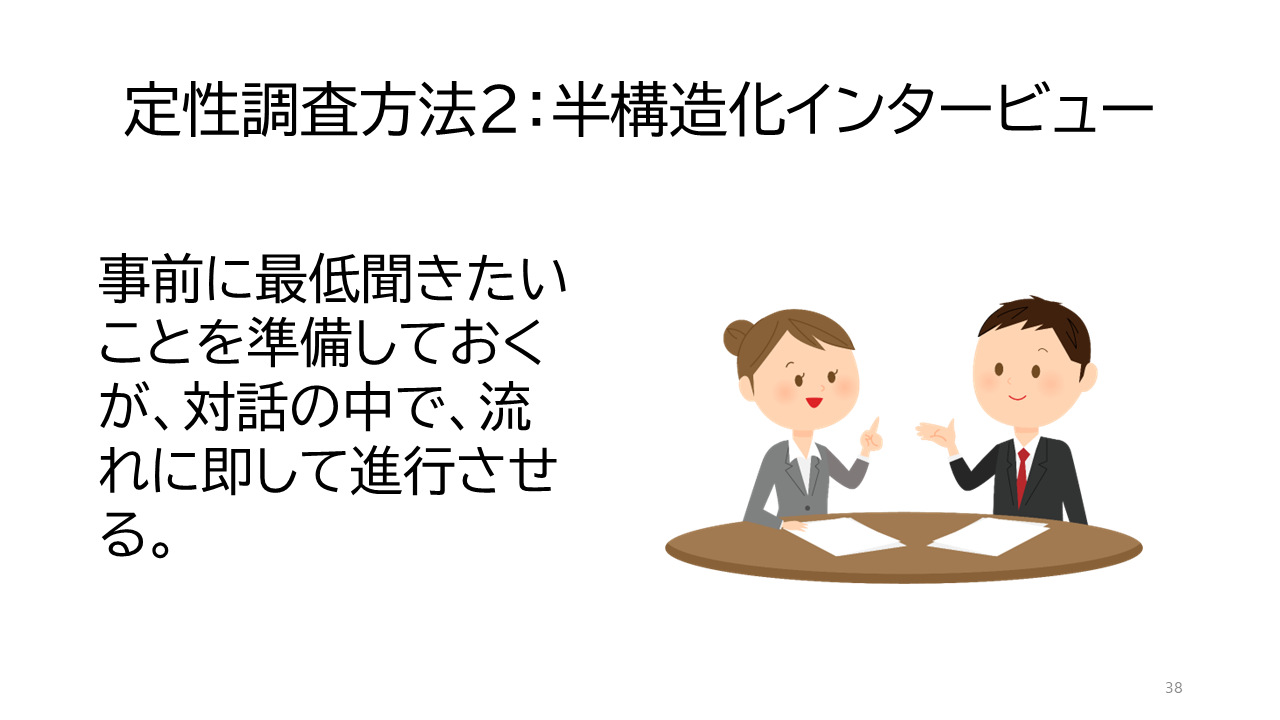 定性調査方法2：半構造化インタービュー
事前に最低聞きたい
ことを準備しておく
が、対話の中で、流
れに即して進行させ
る。
38